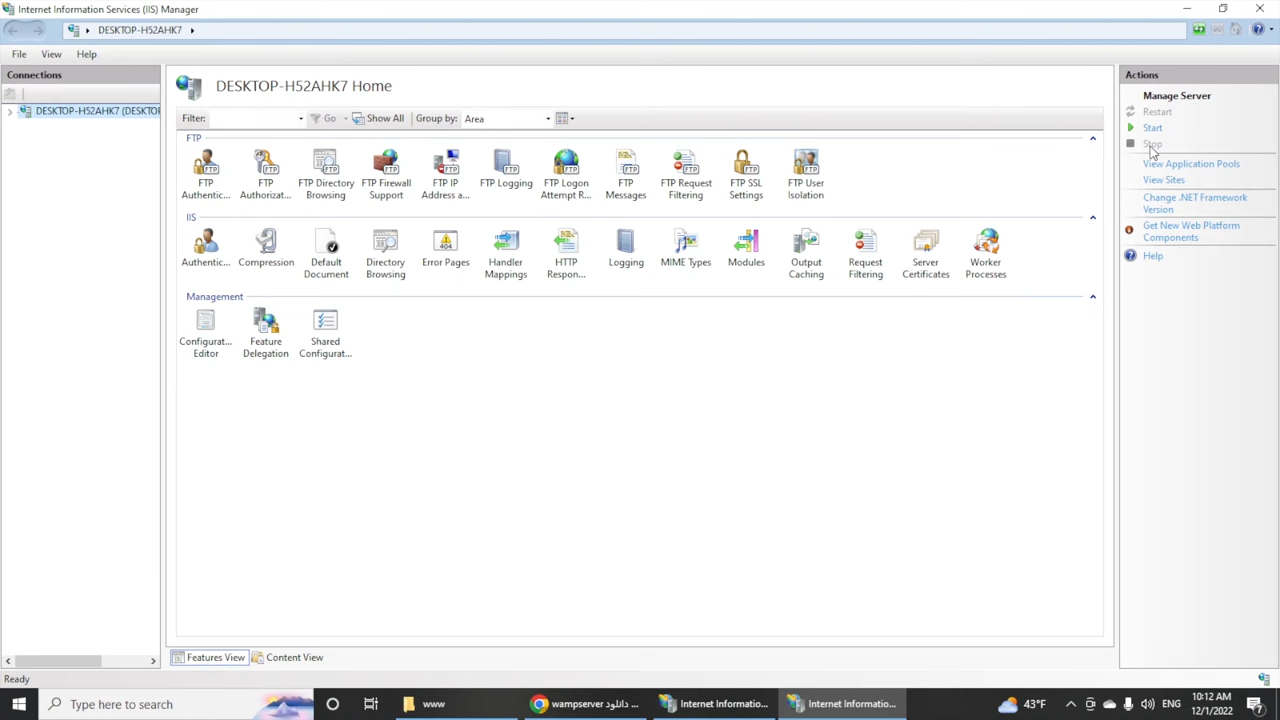 Internet Information Services (IIS) Manager
DESKTOP-H52AHK7
File View Help
Connections
DESKTOP-H52AHK7 (DESKTOP
DESKTOP-H52AHK7 Home
Filter: Go Show All Group by: Area
FTP
FTP Authentic...
FTP Authorizat...
FTP Directory Browsing
FTP Firewall Support
FTP IP Address a...
FTP Logging
FTP Logon Attempt R...
FTP Messages
FTP Request Filtering
FTP SSL Settings
FTP User Isolation
IIS
Authentic...
Compression
Default Document
Directory Browsing
Error Pages
Handler Mappings
HTTP Respon...
Logging
MIME Types
Modules
Output Caching
Request Filtering
Server Certificates
Worker Processes
Management
Configurat... Editor
Feature Delegation
Shared Configurat...
Features View Content View
Actions
Manage Server
Restart
Start
Stop
View Application Pools
View Sites
Change .NET Framework
Version
Get New Web Platform
Components
Help
Ready
Type here to search
www
دانلود wampserver ...
Internet Informatio...
Internet Informatio...
43°F
ENG
10:12 AM
12/1/2022
7